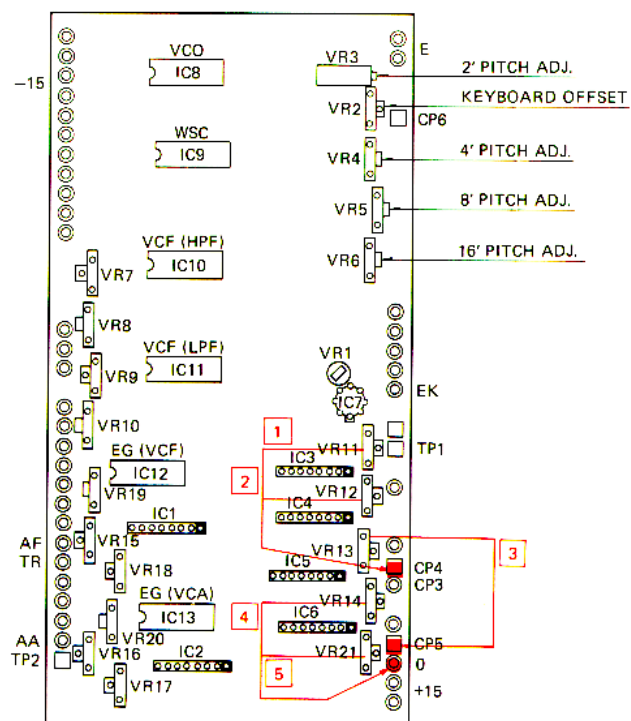 E
VCO
IC8
VR3
2' PITCH ADJ.
-15
VR2
KEYBOARD OFFSET
CP6
WSC
IC9
VR4
4' PITCH ADJ.
VR5
8' PITCH ADJ.
VCF (HPF)
IC10
VR6
16' PITCH ADJ.
VR7
VR8
VCF (LPF)
IC11
VR9
VR1
IC7
EK
VR10
1
VR11
TP1
EG (VCF)
IC12
IC3
2
VR19
VR12
IC4
IC1
AF
VR15
VR13
3
TR
VR18
IC5
CP4
CP3
VR14
EG (VCA)
IC13
4
IC6
AA
VR20
CP5
TP2
VR16
IC2
VR21
0
VR17
5
+15